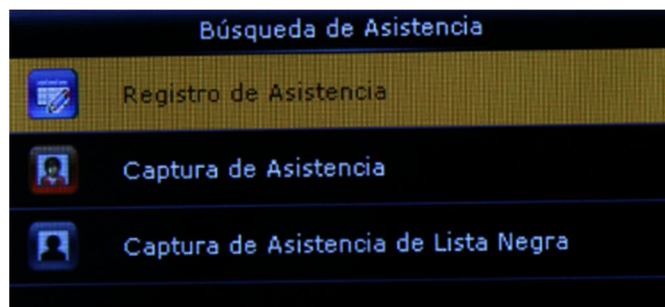 Búsqueda de Asistencia
Registro de Asistencia
Captura de Asistencia
Captura de Asistencia de Lista Negra